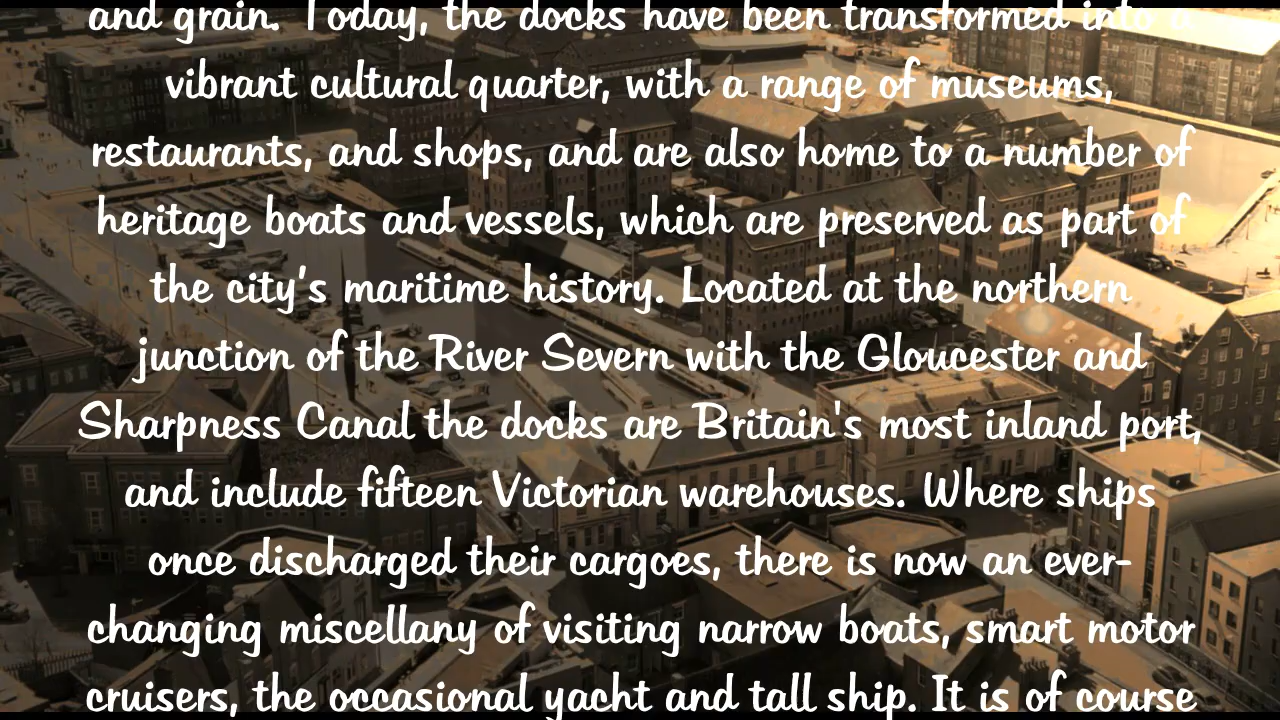 and grain. Today, the docks have been transformed into a
vibrant cultural quarter, with a range of museums,
restaurants, and shops, and are also home to a number of
heritage boats and vessels, which are preserved as part of
the city's maritime history. Located at the northern
junction of the River Severn with the Gloucester and
Sharpness Canal the docks are Britain's most inland port,
and include fifteen Victorian warehouses. Where ships
once discharged their cargoes, there is now an ever-
changing miscellany of visiting narrow boats, smart motor
cruisers, the occasional yacht and tall ship. It is of course